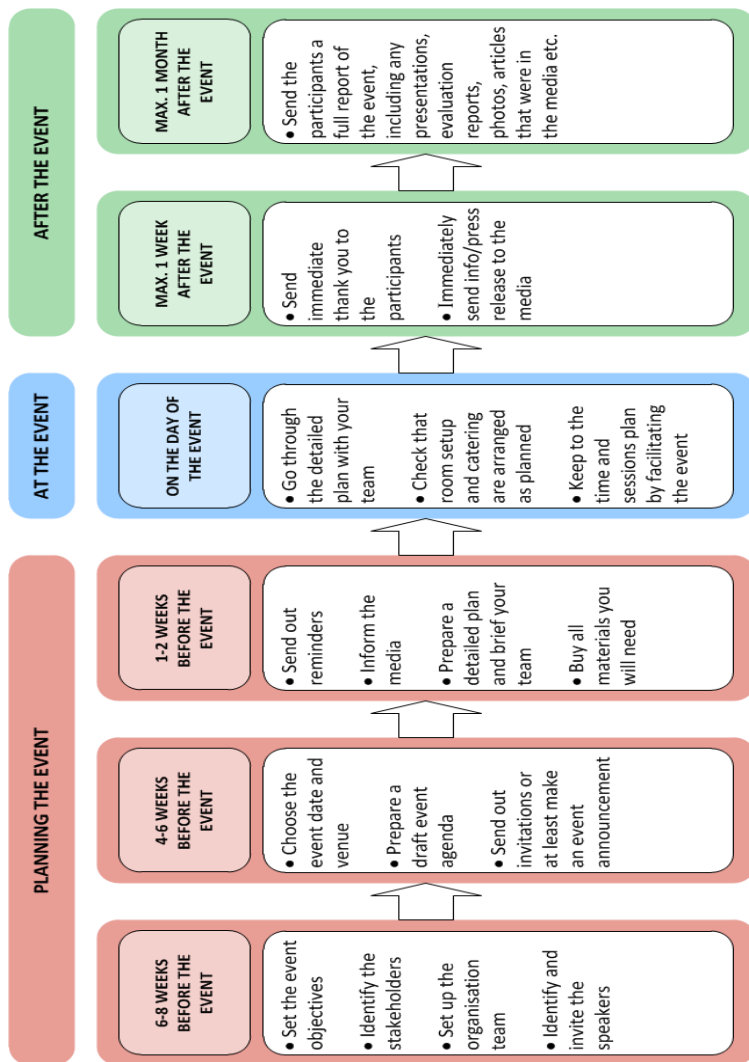 PLANNING THE EVENT
6-8 WEEKS
BEFORE THE
EVENT
• Set the event
objectives
• Identify the
stakeholders
• Set up the
organisation
team
• Identify and
invite the
speakers
4-6 WEEKS
BEFORE THE
EVENT
• Choose the
event date and
venue
• Prepare a
draft event
agenda
• Send out
invitations or
at least make
an event
announcement
1-2 WEEKS
BEFORE THE
EVENT
• Send out
reminders
• Inform the
media
• Prepare a
detailed plan
and brief your
team
• Buy all
materials you
will need
AT THE EVENT
ON THE DAY OF
THE EVENT
• Go through
the detailed
plan with your
team
• Check that
room setup
and catering
are arranged
as planned
• Keep to the
time and
sessions plan
by facilitating
the event
AFTER THE EVENT
MAX. 1 WEEK
AFTER THE
EVENT
• Send
immediate
thank you to
the
participants
• Immediately
send info/press
release to the
media
MAX. 1 MONTH
AFTER THE
EVENT
• Send the
participants a
full report of
the event,
including any
presentations,
evaluation
reports,
photos, articles
that were in
the media etc.